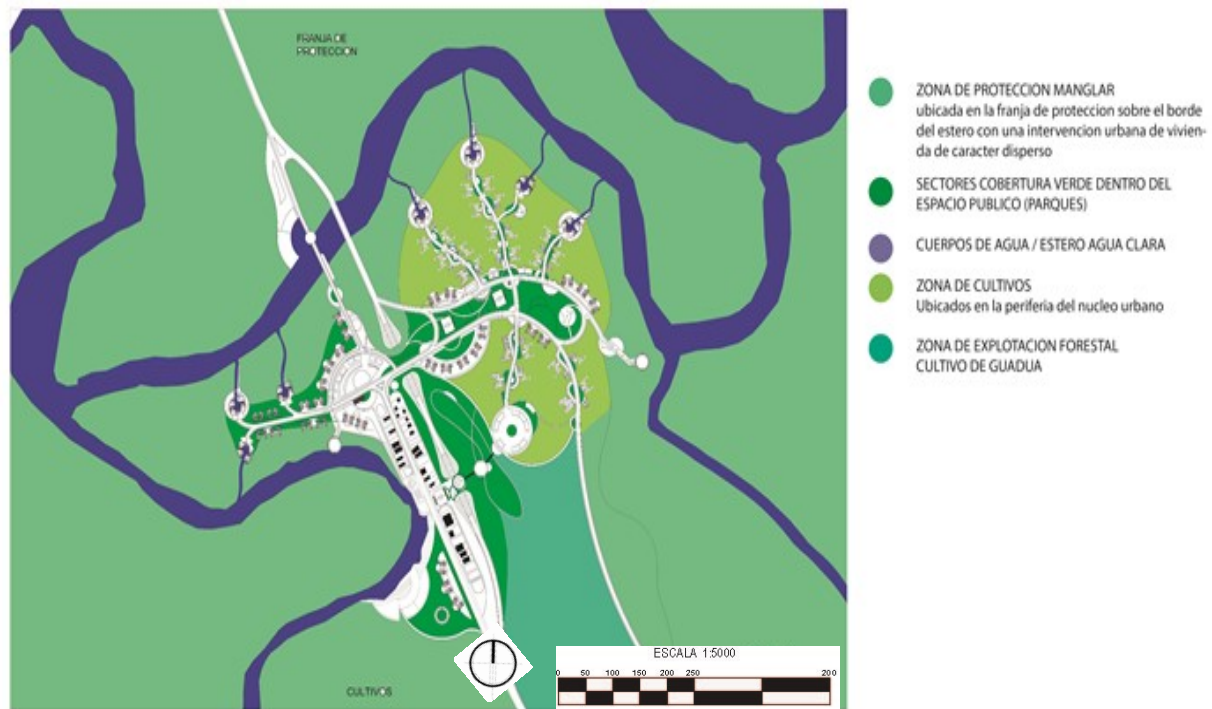 FRANJA DE
PROTECCION
CULTIVOS
ESCALA 1:5000
0 50 100 150 200 250 200
ZONA DE PROTECCION MANGLAR
ubicada en la franja de proteccion sobre el borde
del estero con una intervencion urbana de vivien-
da de caracter disperso
SECTORES COBERTURA VERDE DENTRO DEL
ESPACIO PUBLICO (PARQUES)
CUERPOS DE AGUA / ESTERO AGUA CLARA
ZONA DE CULTIVOS
Ubicados en la periferia del nucleo urbano
ZONA DE EXPLOTACION FORESTAL
CULTIVO DE GUADUA